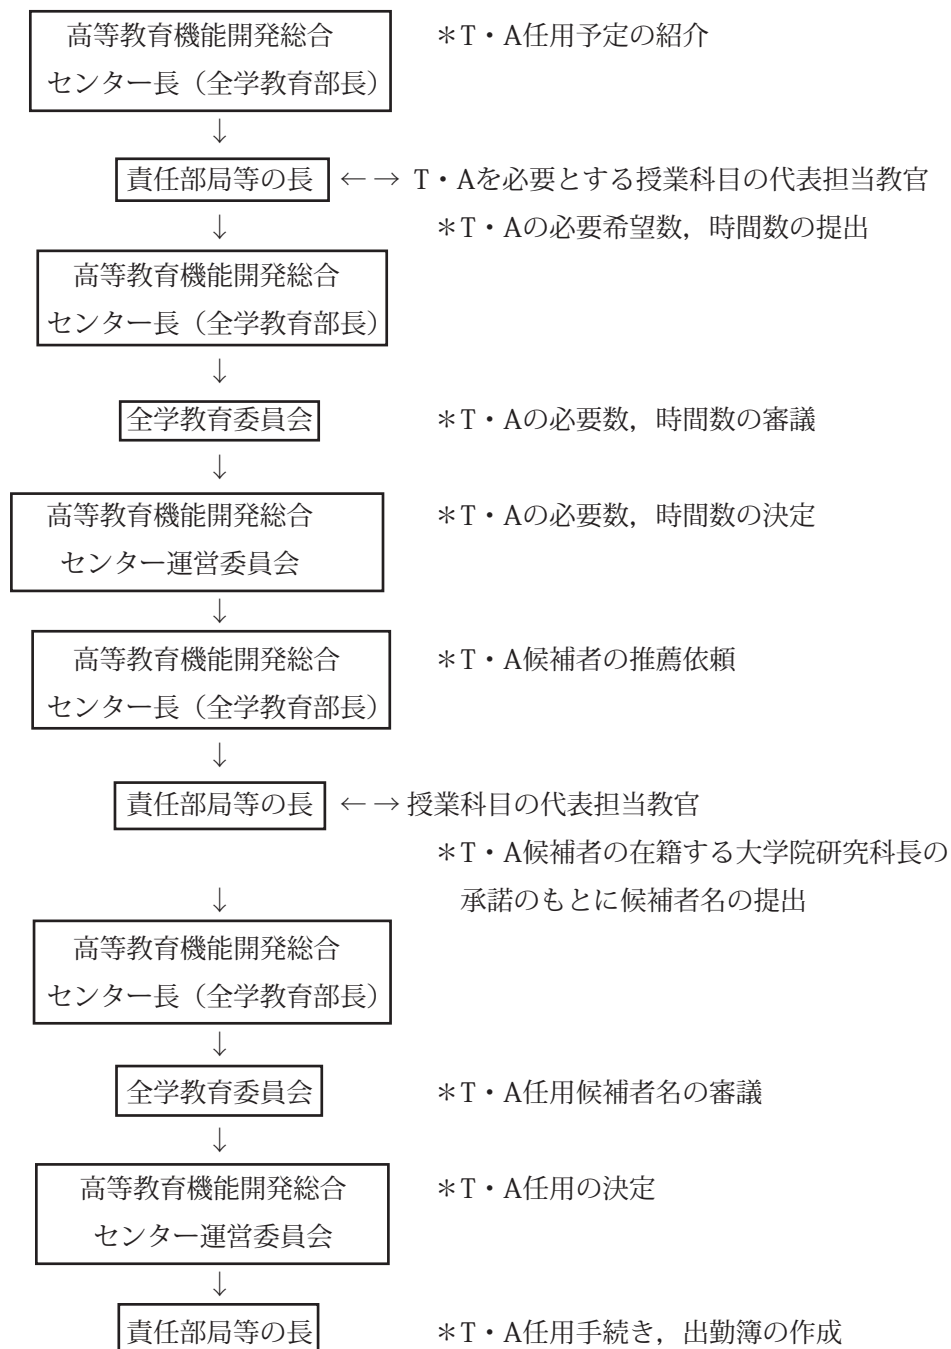 高等教育機能開発総合 ＊T・A任用予定の紹介
センター長（全学教育部長）
↓
責任部局等の長 ←→ T・Aを必要とする授業科目の代表担当教官
↓ ＊T・Aの必要希望数，時間数の提出
高等教育機能開発総合
センター長（全学教育部長）
↓
全学教育委員会 ＊T・Aの必要数，時間数の審議
↓
高等教育機能開発総合 ＊T・Aの必要数，時間数の決定
センター運営委員会
↓
高等教育機能開発総合 ＊T・A候補者の推薦依頼
センター長（全学教育部長）
↓
責任部局等の長 ←→授業科目の代表担当教官
＊T・A候補者の在籍する大学院研究科長の
↓ 承諾のもとに候補者名の提出
高等教育機能開発総合
センター長（全学教育部長）
↓
全学教育委員会 ＊T・A任用候補者名の審議
↓
高等教育機能開発総合 ＊T・A任用の決定
センター運営委員会
↓
責任部局等の長 ＊T・A任用手続き，出勤簿の作成